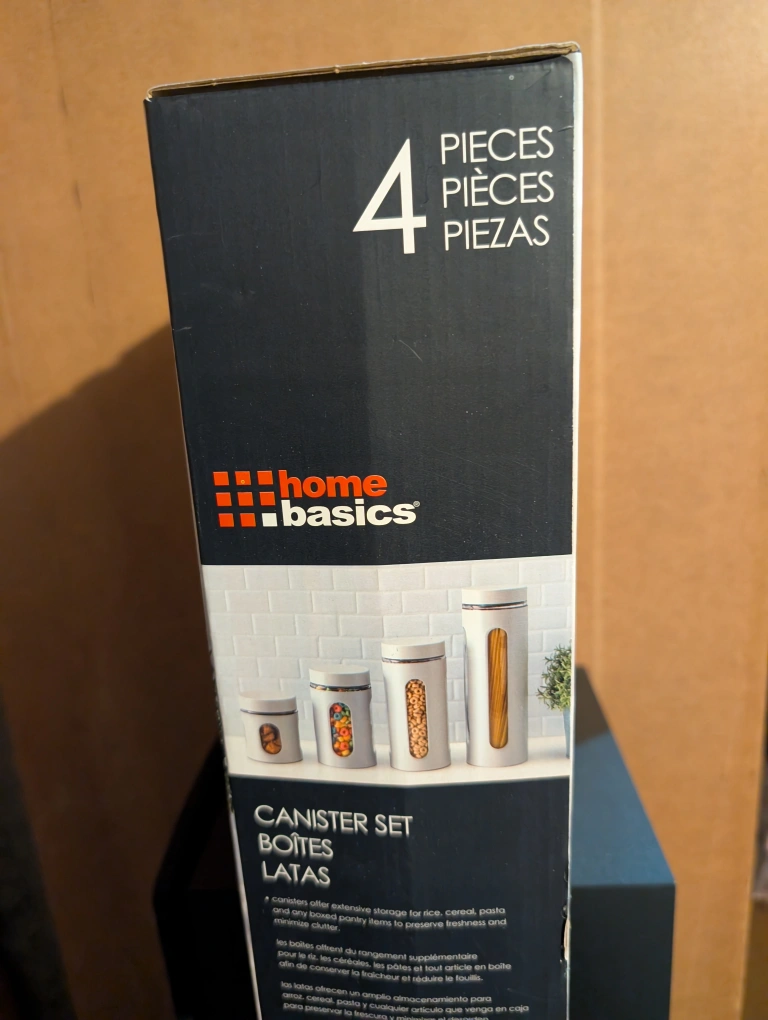 4
PIECES
PIÈCES
PIEZAS
home
basics®
CANISTER SET
BOÎTES
LATAS
• canisters offer extensive storage for rice, cereal, pasta
and any boxed pantry items to preserve freshness and
minimize clutter.
les boîtes offrent du rangement supplémentaire
pour le riz, les céréales, les pâtes et tout article en boîte
afin de conserver la fraîcheur et réduire le fouillis.
las latas ofrecen un amplio almacenamiento para
arroz, cereal, pasta y cualquier artículo que venga en caja
para preservar la frescura y minimizar el desorden